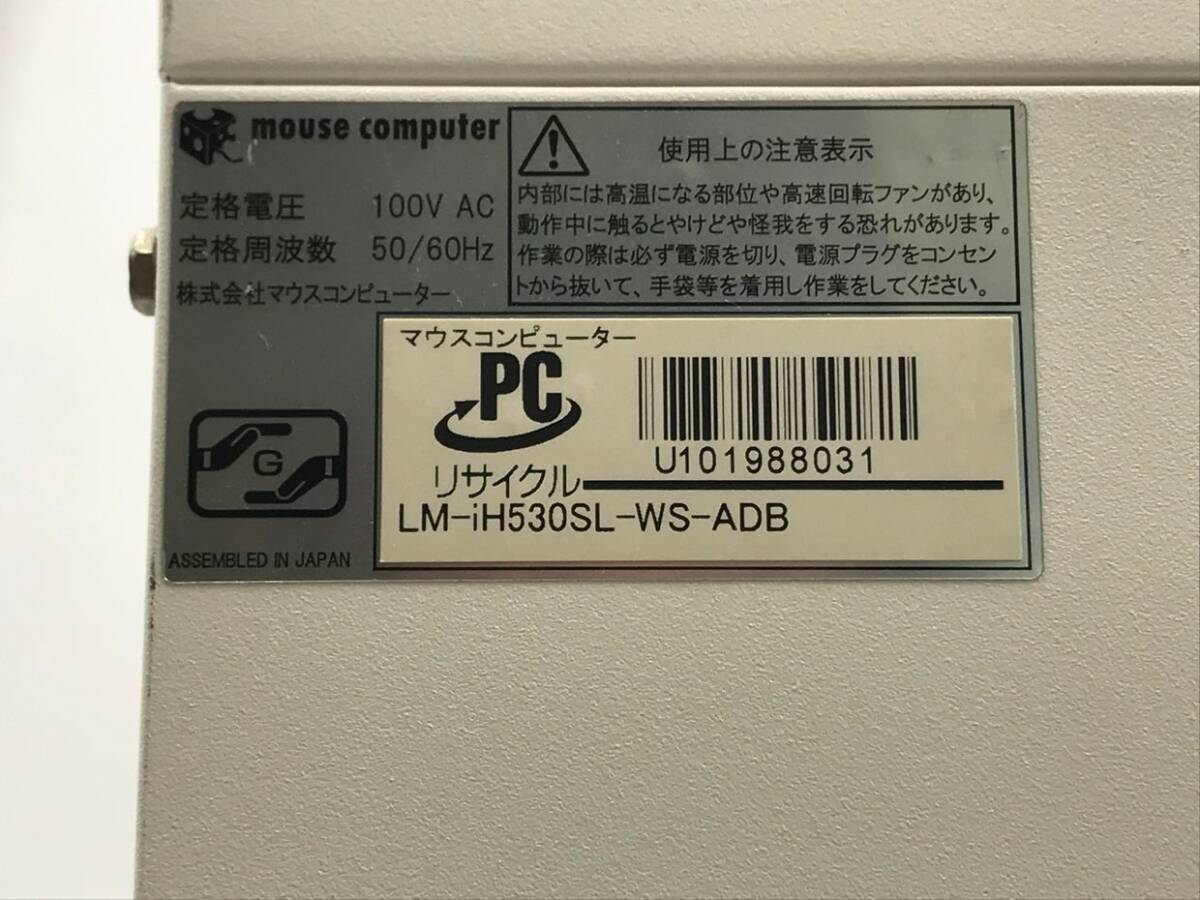 mouse computer
定格電圧 100V AC
定格周波数 50/60Hz
株式会社マウスコンピューター
使用上の注意表示
内部には高温になる部位や高速回転ファンがあり、
動作中に触るとやけどや怪我をする恐れがあります。
作業の際は必ず電源を切り、電源プラグをコンセン
トから抜いて、手袋等を着用し作業をしてください。
G
ASSEMBLED IN JAPAN
マウスコンピューター
PC
リサイクル
U101988031
LM-iH530SL-WS-ADB